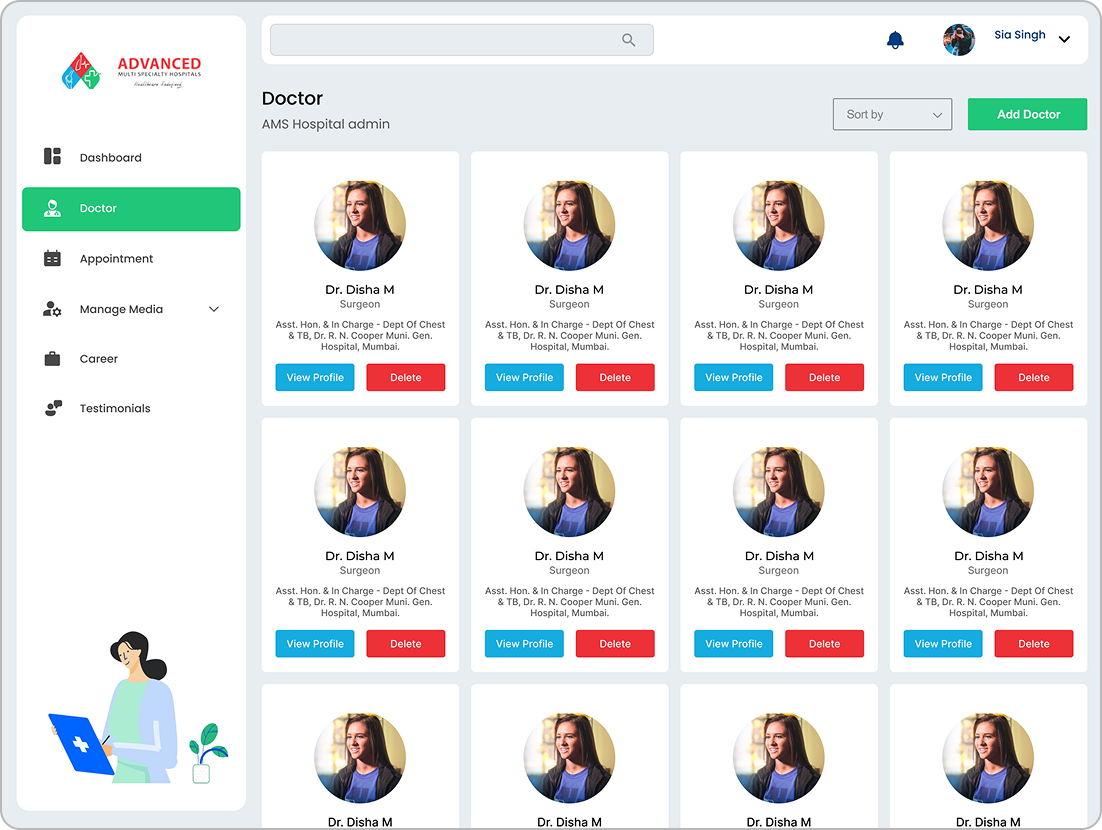 ADVANCED
MULTI SPECIALTY HOSPITALS
Healthcare Redefined
Sia Singh
Dashboard
Doctor
Appointment
Manage Media
Career
Testimonials
Doctor
AMS Hospital admin
Sort by
Add Doctor
Dr. Disha M
Surgeon
Asst. Hon. & In Charge - Dept Of Chest
& TB, Dr. R. N. Cooper Muni. Gen.
Hospital, Mumbai.
View Profile
Delete
Dr. Disha M
Surgeon
Asst. Hon. & In Charge - Dept Of Chest
& TB, Dr. R. N. Cooper Muni. Gen.
Hospital, Mumbai.
View Profile
Delete
Dr. Disha M
Surgeon
Asst. Hon. & In Charge - Dept Of Chest
& TB, Dr. R. N. Cooper Muni. Gen.
Hospital, Mumbai.
View Profile
Delete
Dr. Disha M
Surgeon
Asst. Hon. & In Charge - Dept Of Chest
& TB, Dr. R. N. Cooper Muni. Gen.
Hospital, Mumbai.
View Profile
Delete
Dr. Disha M
Surgeon
Asst. Hon. & In Charge - Dept Of Chest
& TB, Dr. R. N. Cooper Muni. Gen.
Hospital, Mumbai.
View Profile
Delete
Dr. Disha M
Surgeon
Asst. Hon. & In Charge - Dept Of Chest
& TB, Dr. R. N. Cooper Muni. Gen.
Hospital, Mumbai.
View Profile
Delete
Dr. Disha M
Surgeon
Asst. Hon. & In Charge - Dept Of Chest
& TB, Dr. R. N. Cooper Muni. Gen.
Hospital, Mumbai.
View Profile
Delete
Dr. Disha M
Surgeon
Asst. Hon. & In Charge - Dept Of Chest
& TB, Dr. R. N. Cooper Muni. Gen.
Hospital, Mumbai.
View Profile
Delete
Dr. Disha M
Dr. Disha M
Dr. Disha M
Dr. Disha M